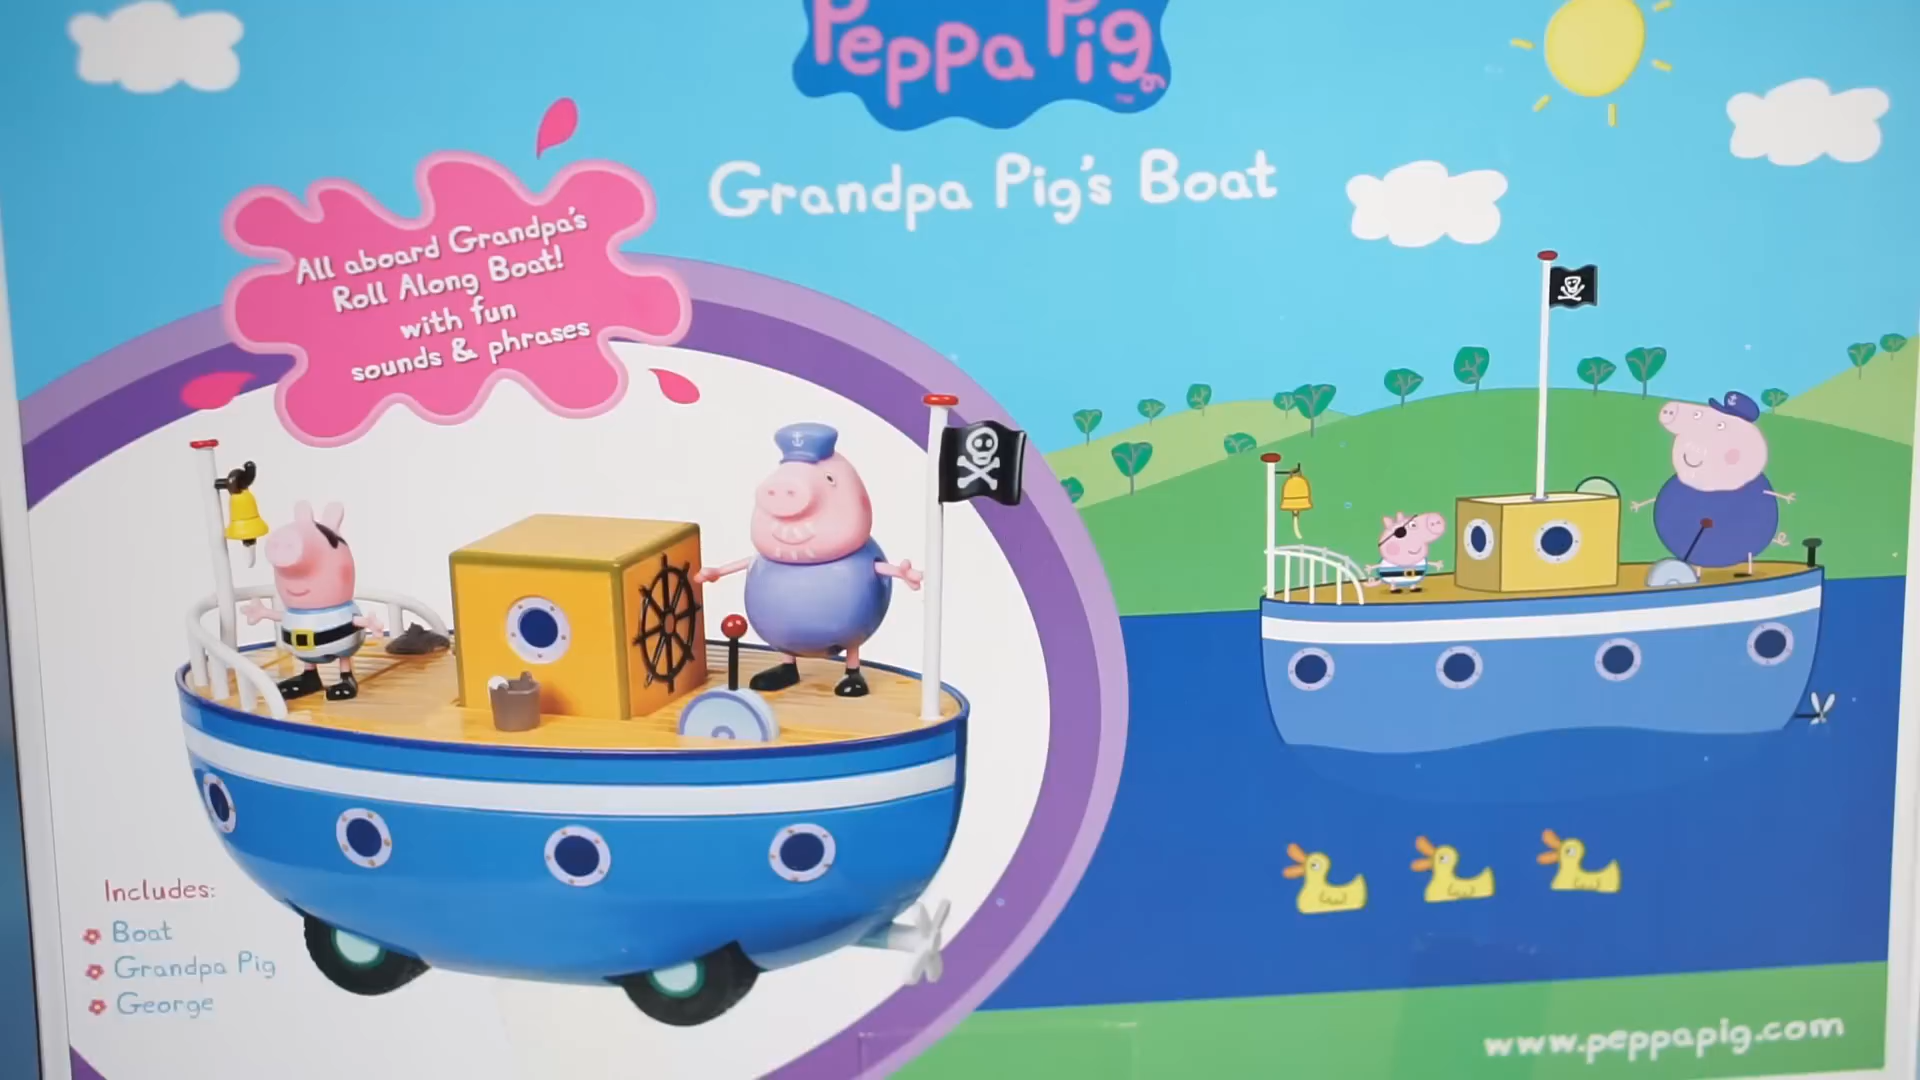 Peppa Pig
™
Grandpa Pig's Boat
All aboard Grandpa's
Roll Along Boat!
with fun
sounds & phrases
Includes:
Boat
Grandpa Pig
George
www.peppapig.com